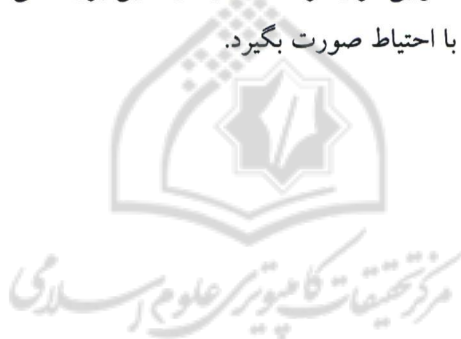 با احتیاط صورت بگیرد.
مرکز تحقیقات کامپیوتری علوم اسلامی